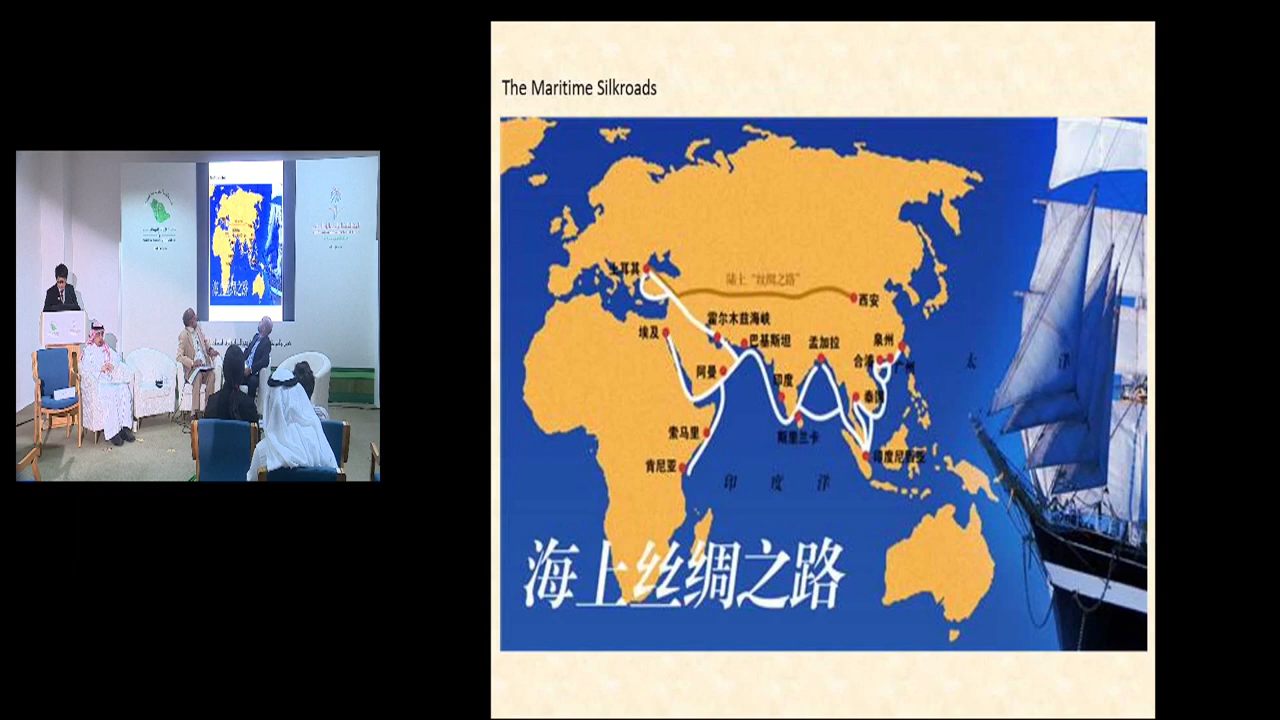 The Maritime Silkroads
土耳其
陆上“丝绸之路”
西安
霍尔木兹海峡
埃及
巴基斯坦
孟加拉
泉州
合浦
广州
太 洋
阿曼
印度
泰国
索马里
斯里兰卡
肯尼亚
印度尼西亚
印 度 洋
海上丝绸之路